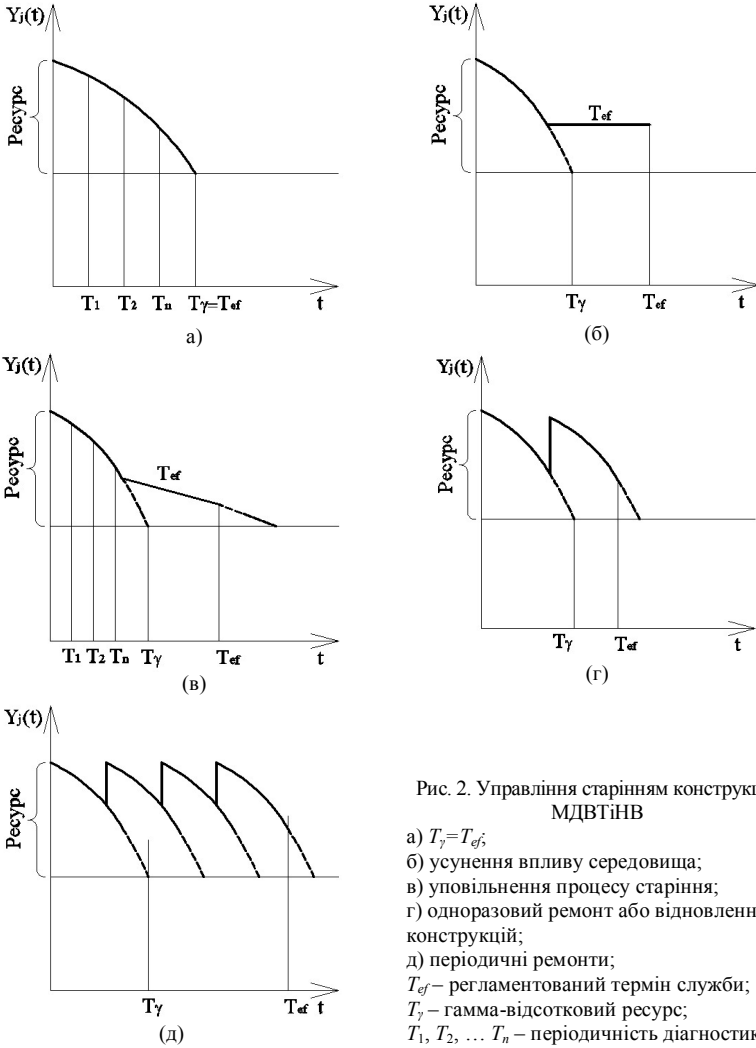 Yj(t)
Ресурс
T1 T2 Tn Tγ=Tef t
а)
Yj(t)
Ресурс
Tef
Tγ Tef t
(б)
Yj(t)
Ресурс
Tef
T1 T2 Tn Tγ Tef t
(в)
Yj(t)
Ресурс
Tγ Tef t
(г)
Yj(t)
Ресурс
Tγ Tef t
(д)
Рис. 2. Управління старінням конструкц
МДВТіНВ
а) Tγ=Tef;
б) усунення впливу середовища;
в) уповільнення процесу старіння;
г) одноразовий ремонт або відновленн
конструкцій;
д) періодичні ремонти;
Tef – регламентований термін служби;
Tγ – гамма-відсотковий ресурс;
T1, T2, … Tn – періодичність діагностик